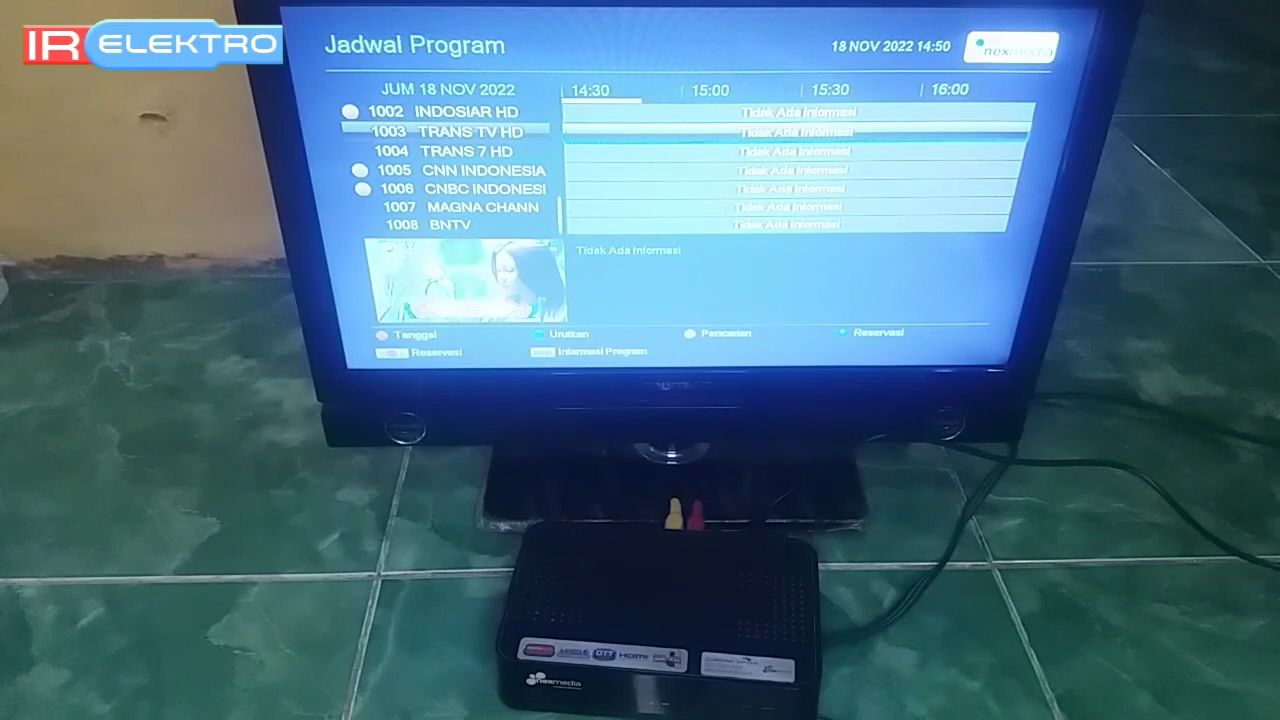 IR ELEKTRO
Jadwal Program
18 NOV 2022 14:50
nexmedia
JUM 18 NOV 2022
14:30 15:00 15:30 16:00
1002 INDOSIAR HD Tidak Ada Informasi
1003 TRANS TV HD Tidak Ada Informasi
1004 TRANS 7 HD Tidak Ada Informasi
1005 CNN INDONESIA Tidak Ada Informasi
1006 CNBC INDONESI Tidak Ada Informasi
1007 MAGNA CHANN Tidak Ada Informasi
1008 BNTV Tidak Ada Informasi
Tidak Ada Informasi
Tanggal Urutkan Pencarian Reservasi
Reservasi Informasi Program
DTT HDMI
Customer Service
nexmedia